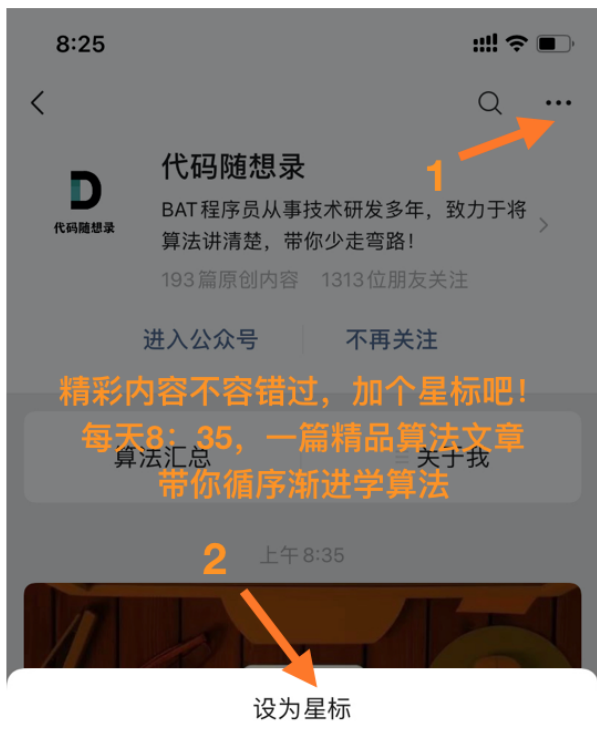 8:25
1
代码随想录
D
代码随想录
BAT程序员从事技术研发多年，致力于将
算法讲清楚，带你少走弯路！
193篇原创内容 1313位朋友关注
进入公众号 不再关注
精彩内容不容错过，加个星标吧！
每天8：35，一篇精品算法文章
算法汇总 关于我
带你循序渐进学算法
2 上午8:35
设为星标